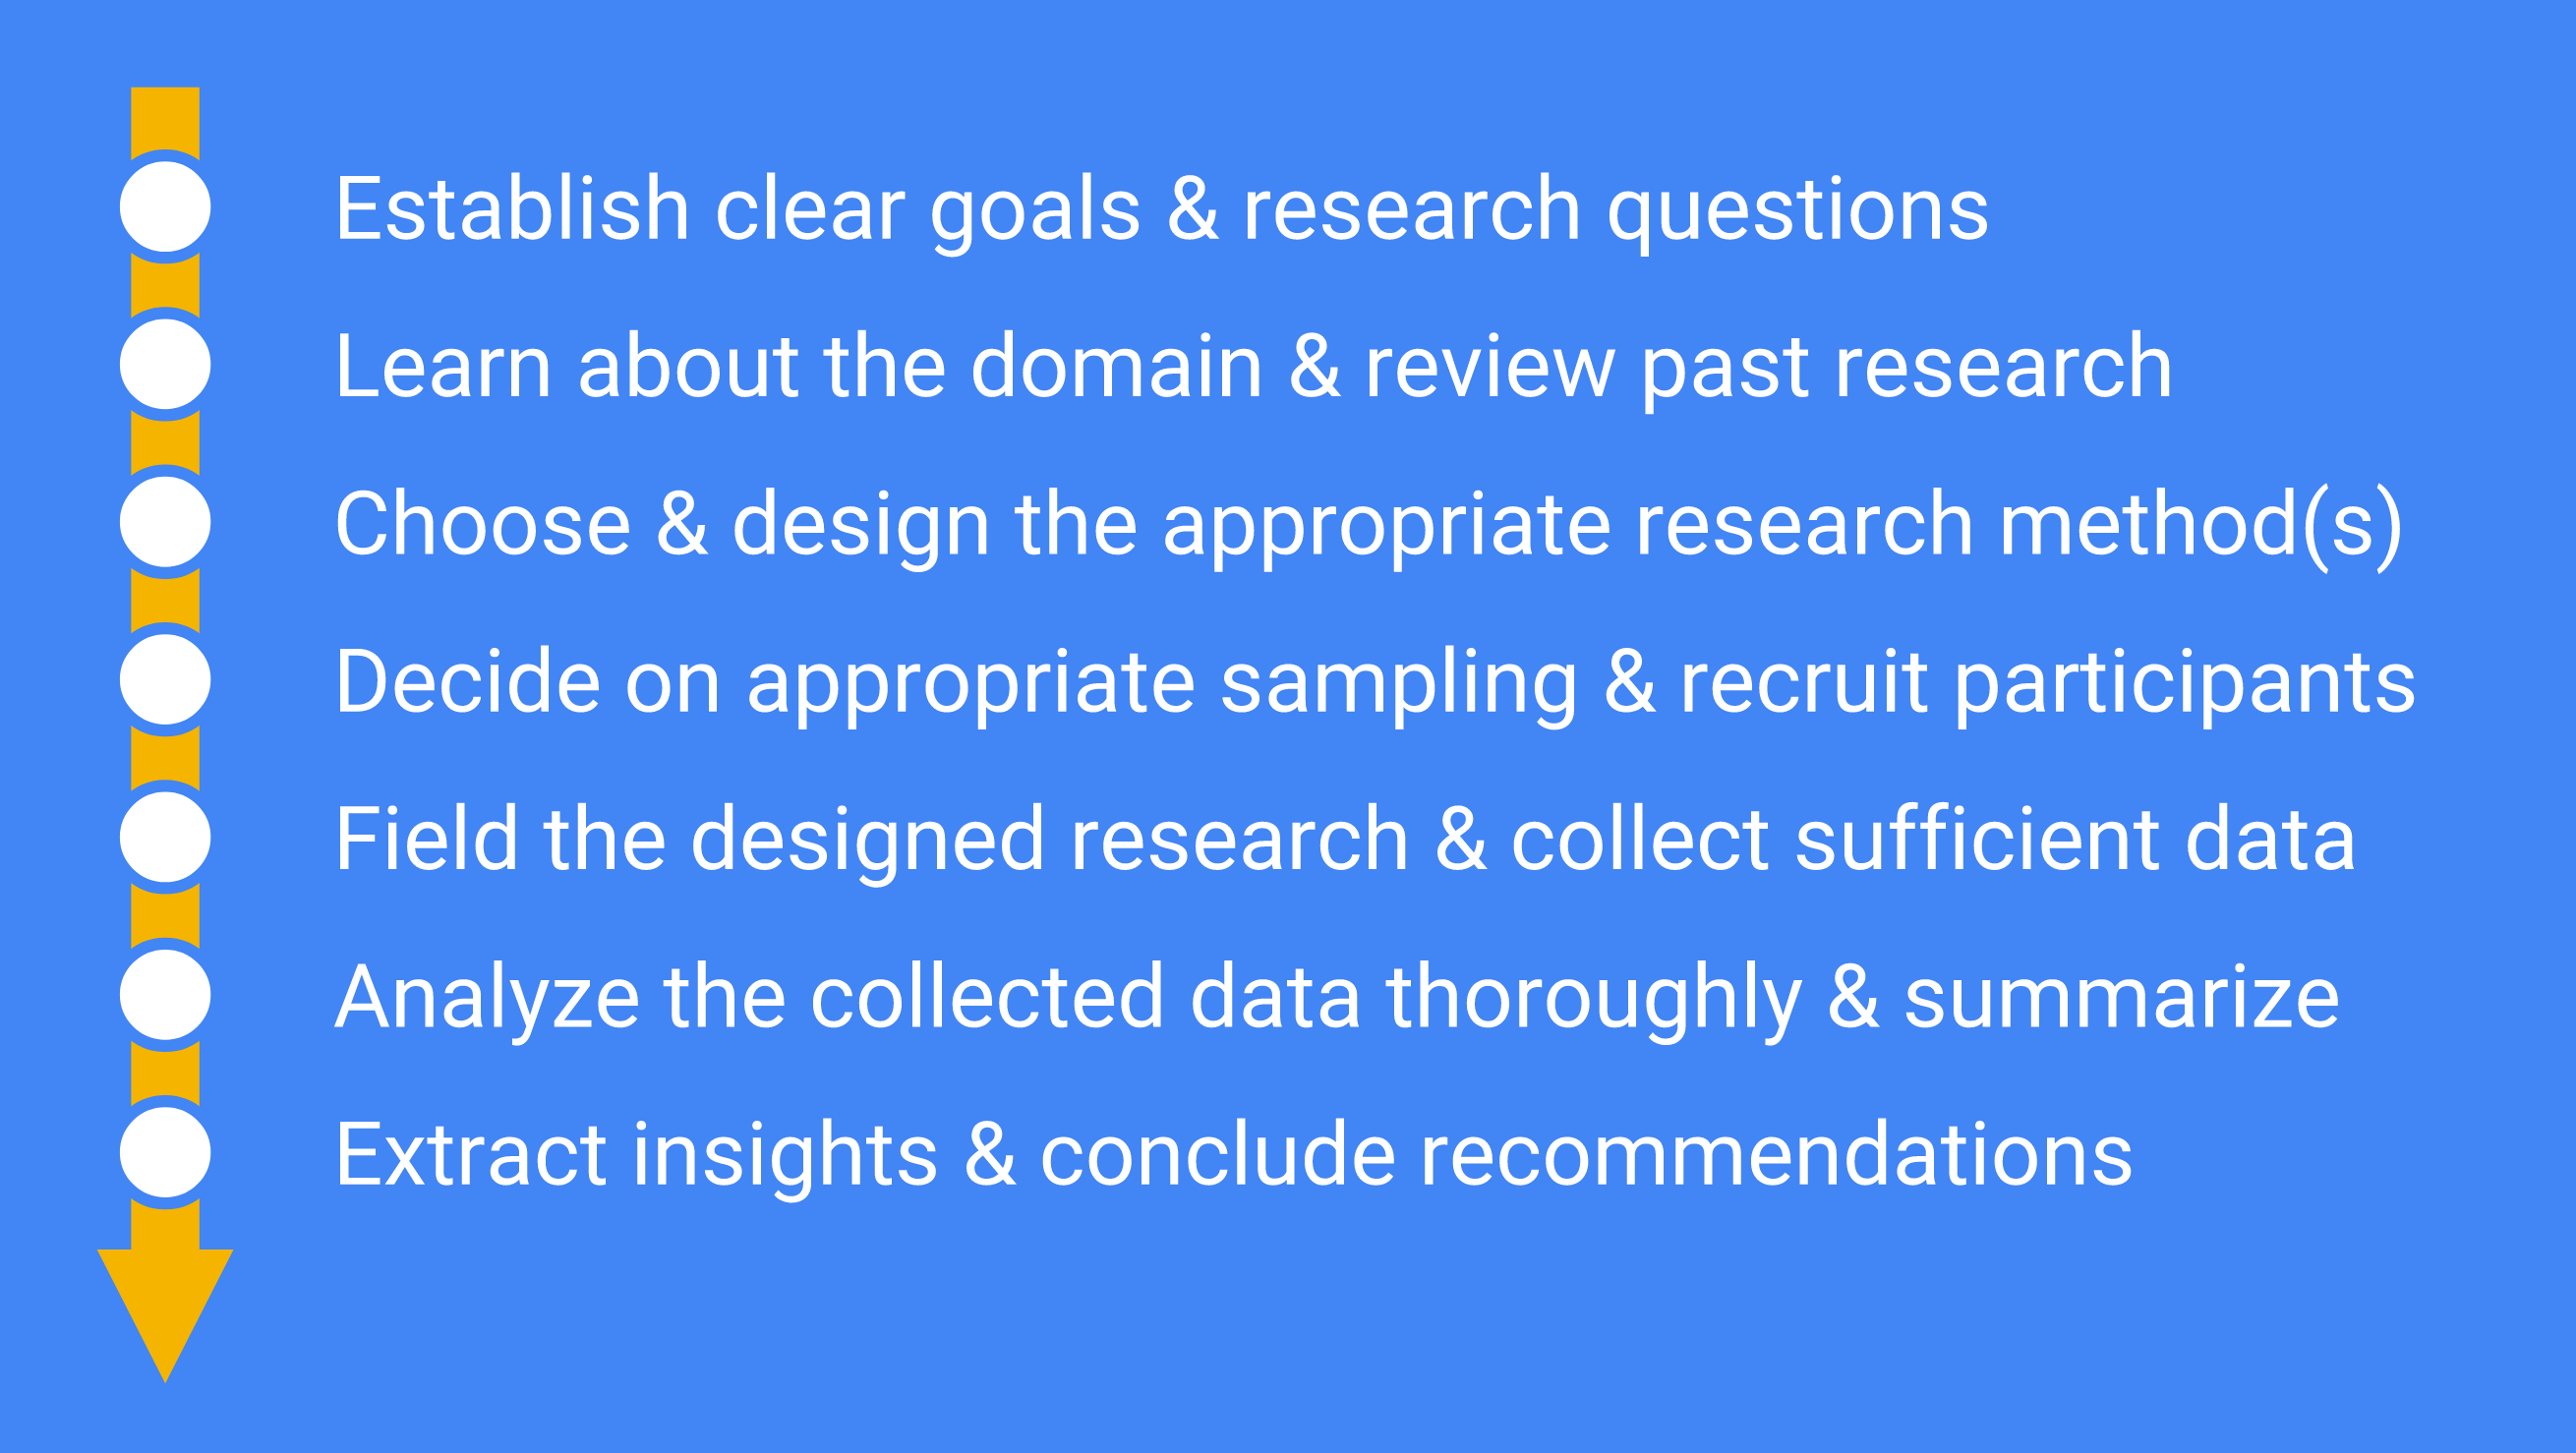 Establish clear goals & research questions
Learn about the domain & review past research
Choose & design the appropriate research method(s)
Decide on appropriate sampling & recruit participants
Field the designed research & collect sufficient data
Analyze the collected data thoroughly & summarize
Extract insights & conclude recommendations